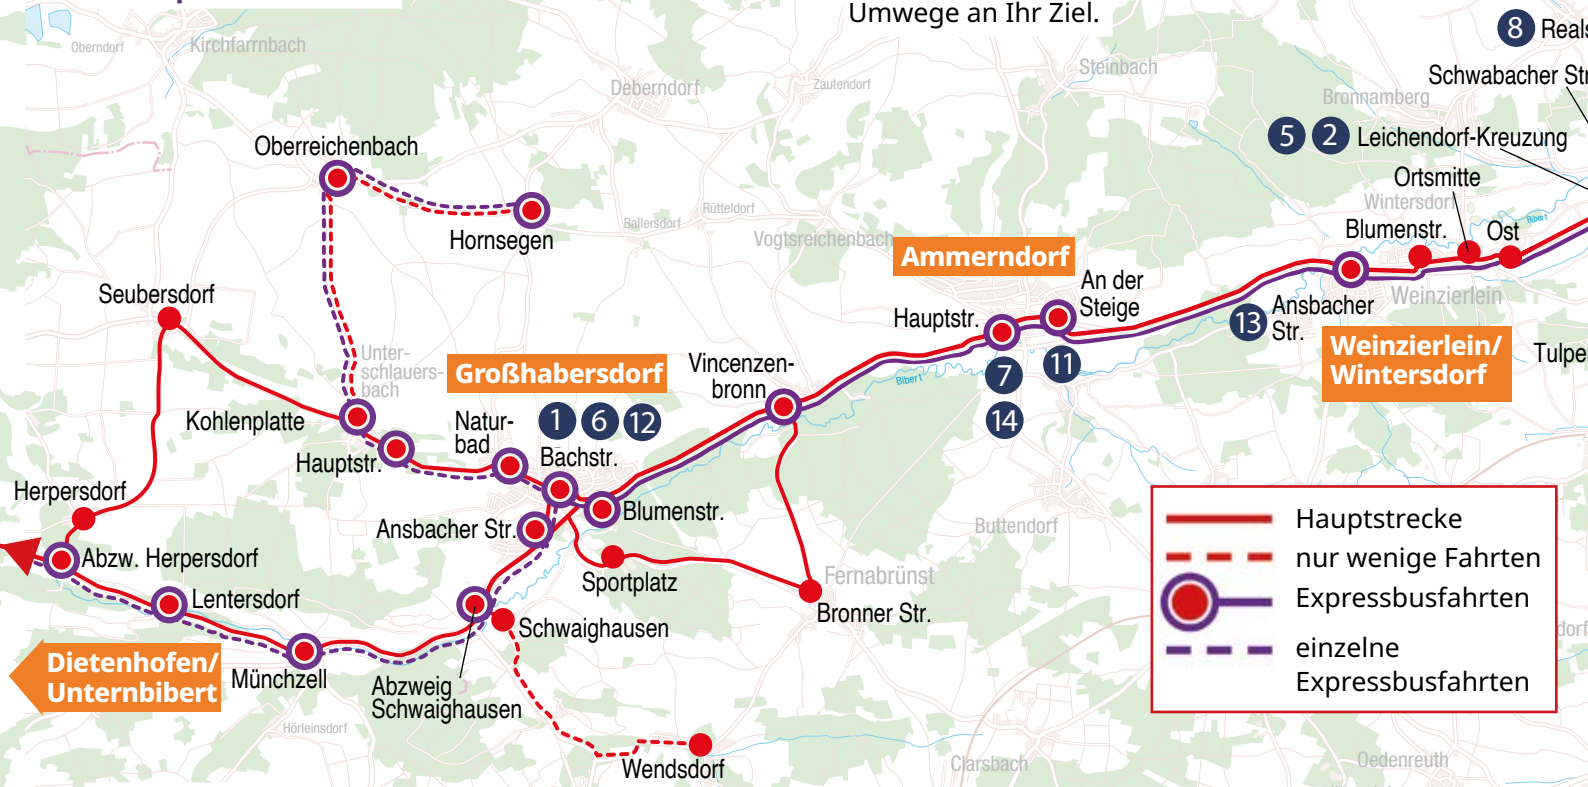 Umwege an Ihr Ziel.
8
Reals
Schwabacher Str
Oberndorf
Kirchfarrnbach
Deberndorf
Zautendorf
Steinbach
Bronnamberg
5 2 Leichendorf-Kreuzung
Ortsmitte
Wintersdorf
Blumenstr.
Ost
Bibert
Oberreichenbach
Hornsegen
Ballersdorf
Rütteldorf
Vogtsreichenbach
Ammerndorf
An der
Steige
Hauptstr.
7
11
14
13
Ansbacher
Str.
Weinzierlein
Weinzierlein/
Wintersdorf
Tulpe
Seubersdorf
Unter-
schlauers-
bach
Großhabersdorf
1 6 12
Vincenzen-
bronn
Bibert
Kohlenplatte
Hauptstr.
Natur-
bad
Bachstr.
Blumenstr.
Herpersdorf
Ansbacher Str.
Abzw. Herpersdorf
Lentersdorf
Sportplatz
Buttendorf
Fernabrünst
Bronner Str.
Schwaighausen
Dietenhofen/
Unternbibert
Münchzell
Abzweig
Schwaighausen
Hörleinsdorf
Wendsdorf
Clarsbach
Oedenreuth
dorf
Hauptstrecke
nur wenige Fahrten
Expressbusfahrten
einzelne
Expressbusfahrten